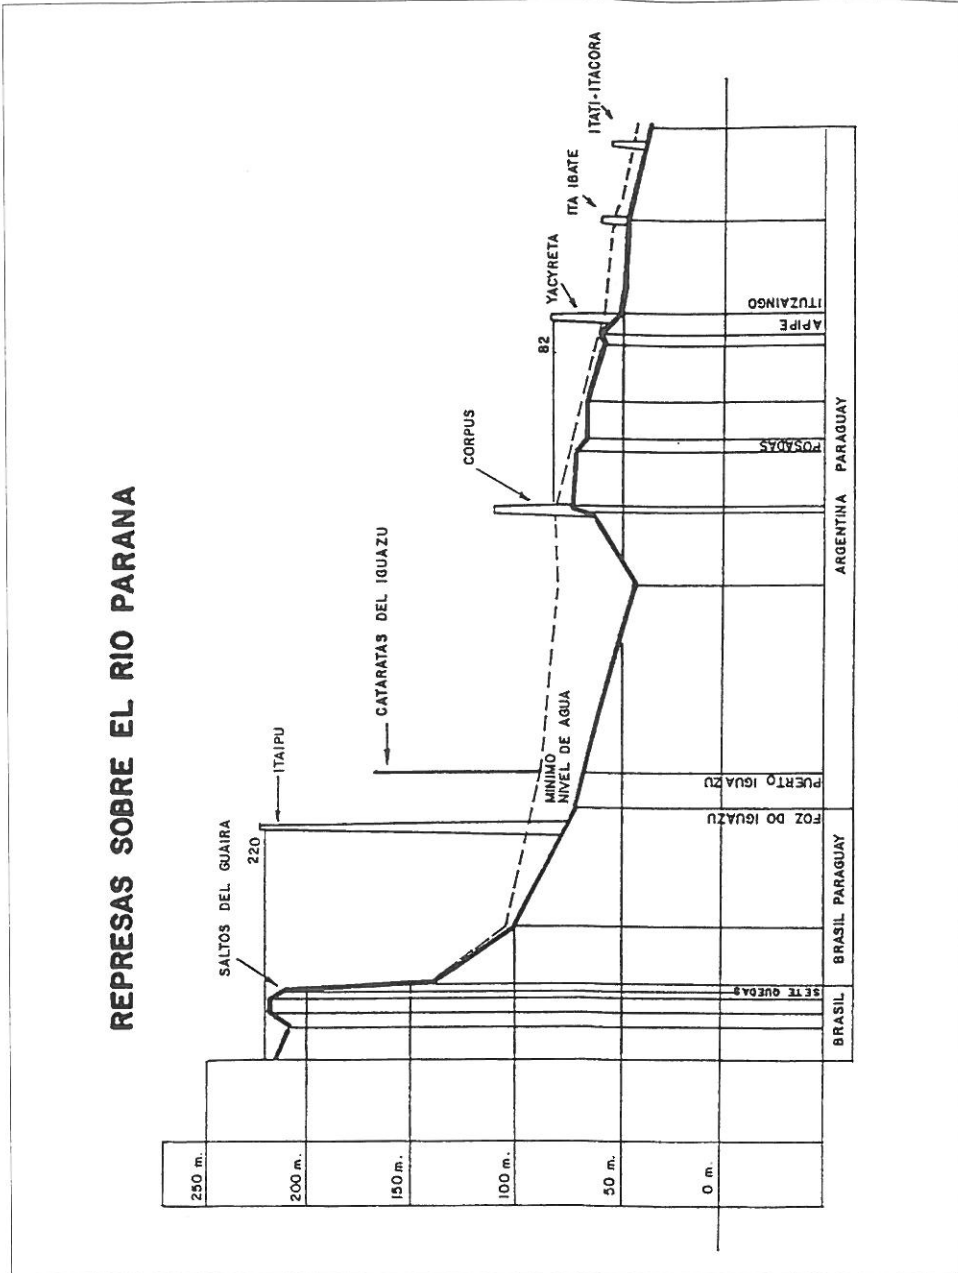 REPRESAS SOBRE EL RIO PARANA
SALTOS DEL GUAIRA
220
ITAIPU
CATARATAS DEL IGUAZU
CORPUS
82
YACYRETA
ITA IBATE
ITATI-ITACORA
MINIMO
NIVEL DE AGUA
250 m.
200 m.
150 m.
100 m.
50 m.
0 m.
SETE QUEDAS
FOZ DO IGUAZU
PUERTO IGUAZU
POSADAS
APIPE
ITUZAINGO
BRASIL
BRASIL PARAGUAY
ARGENTINA PARAGUAY